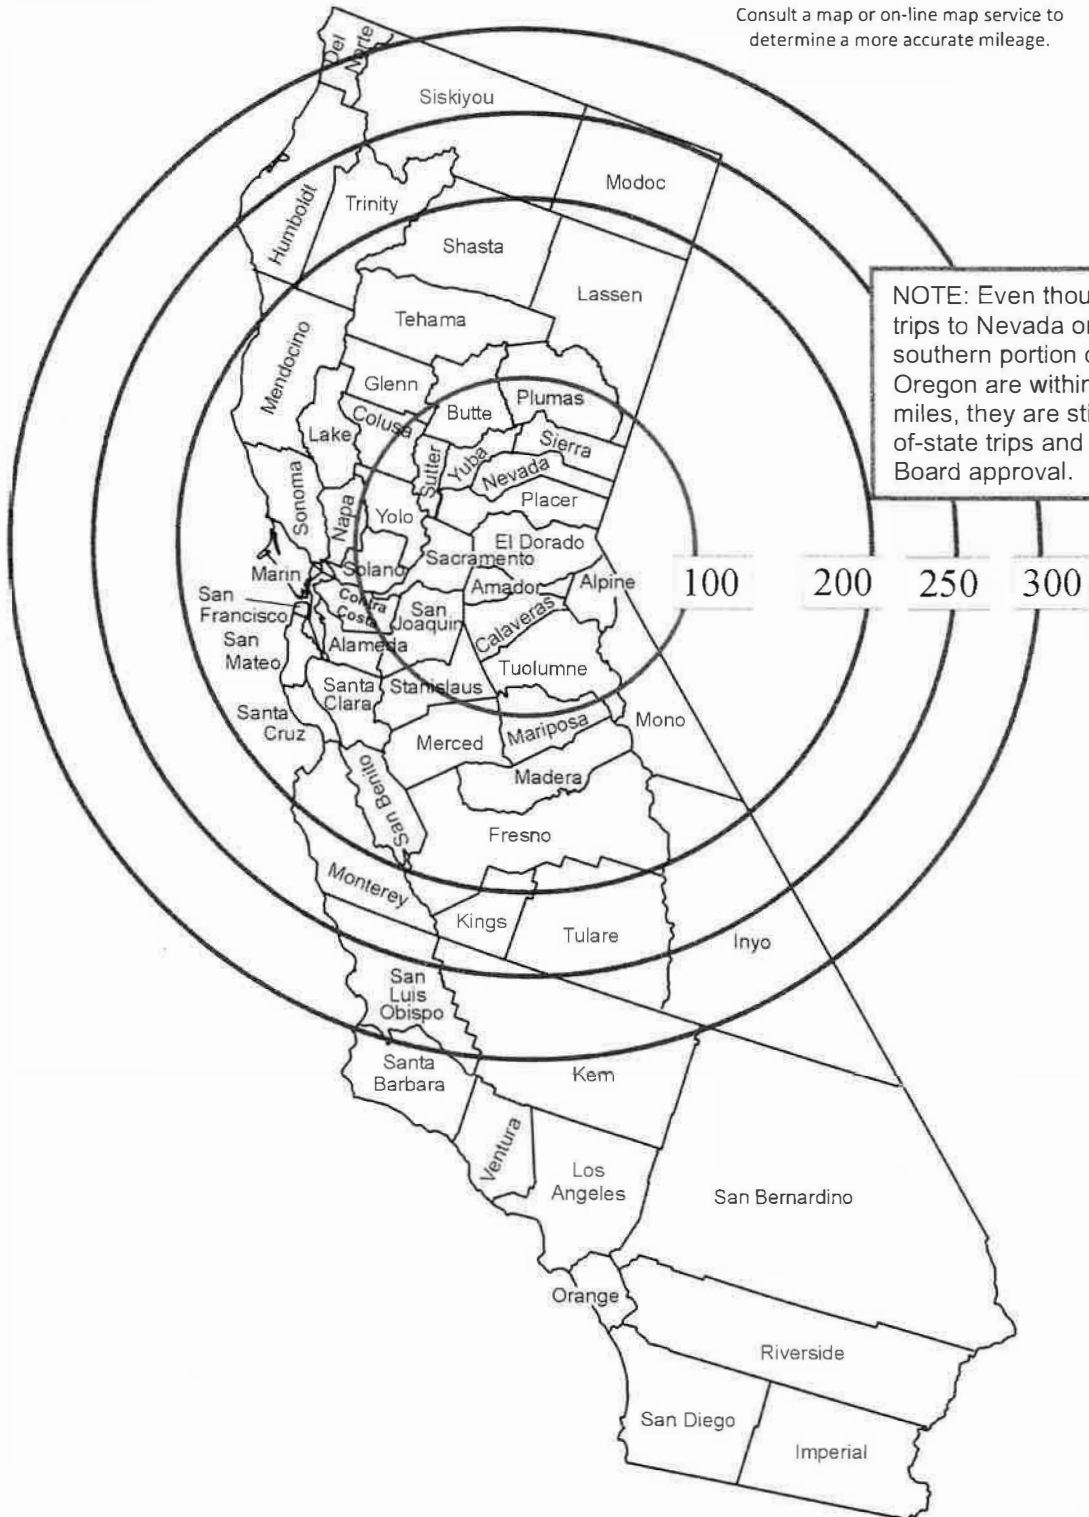 Consult a map or on-line map service to
determine a more accurate mileage.
Del
Norte
Siskiyou
Modoc
Humboldt
Trinity
Shasta
Lassen
NOTE: Even thou
trips to Nevada or
southern portion o
Oregon are within
miles, they are sti
of-state trips and
Board approval.
Mendocino
Tehama
Glenn
Butte
Plumas
Colusa
Lake
Sutter
Yuba
Sierra
Nevada
Placer
Sonoma
Napa
Yolo
El Dorado
Sacramento
Solano
Marin
Amador
Alpine
100
200
250
300
San
Francisco
Contra
Costa
San
Joaquin
Calaveras
San
Mateo
Alameda
Tuolumne
Santa
Clara
Stanislaus
Santa
Cruz
Merced
Mariposa
Mono
San Benito
Madera
Fresno
Monterey
Kings
Tulare
Inyo
San
Luis
Obispo
Santa
Barbara
Kern
Ventura
Los
Angeles
San Bernardino
Orange
Riverside
San Diego
Imperial